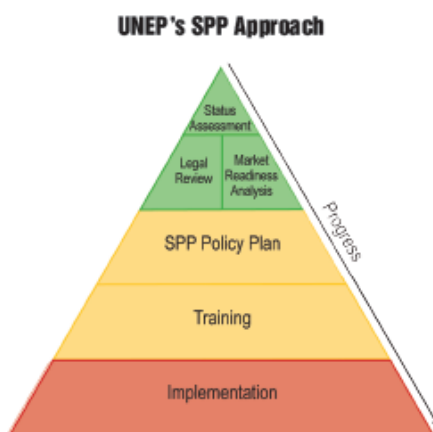 UNEP's SPP Approach
Status
Assessment
Legal
Review
Market
Readiness
Analysis
Progress
SPP Policy Plan
Training
Implementation